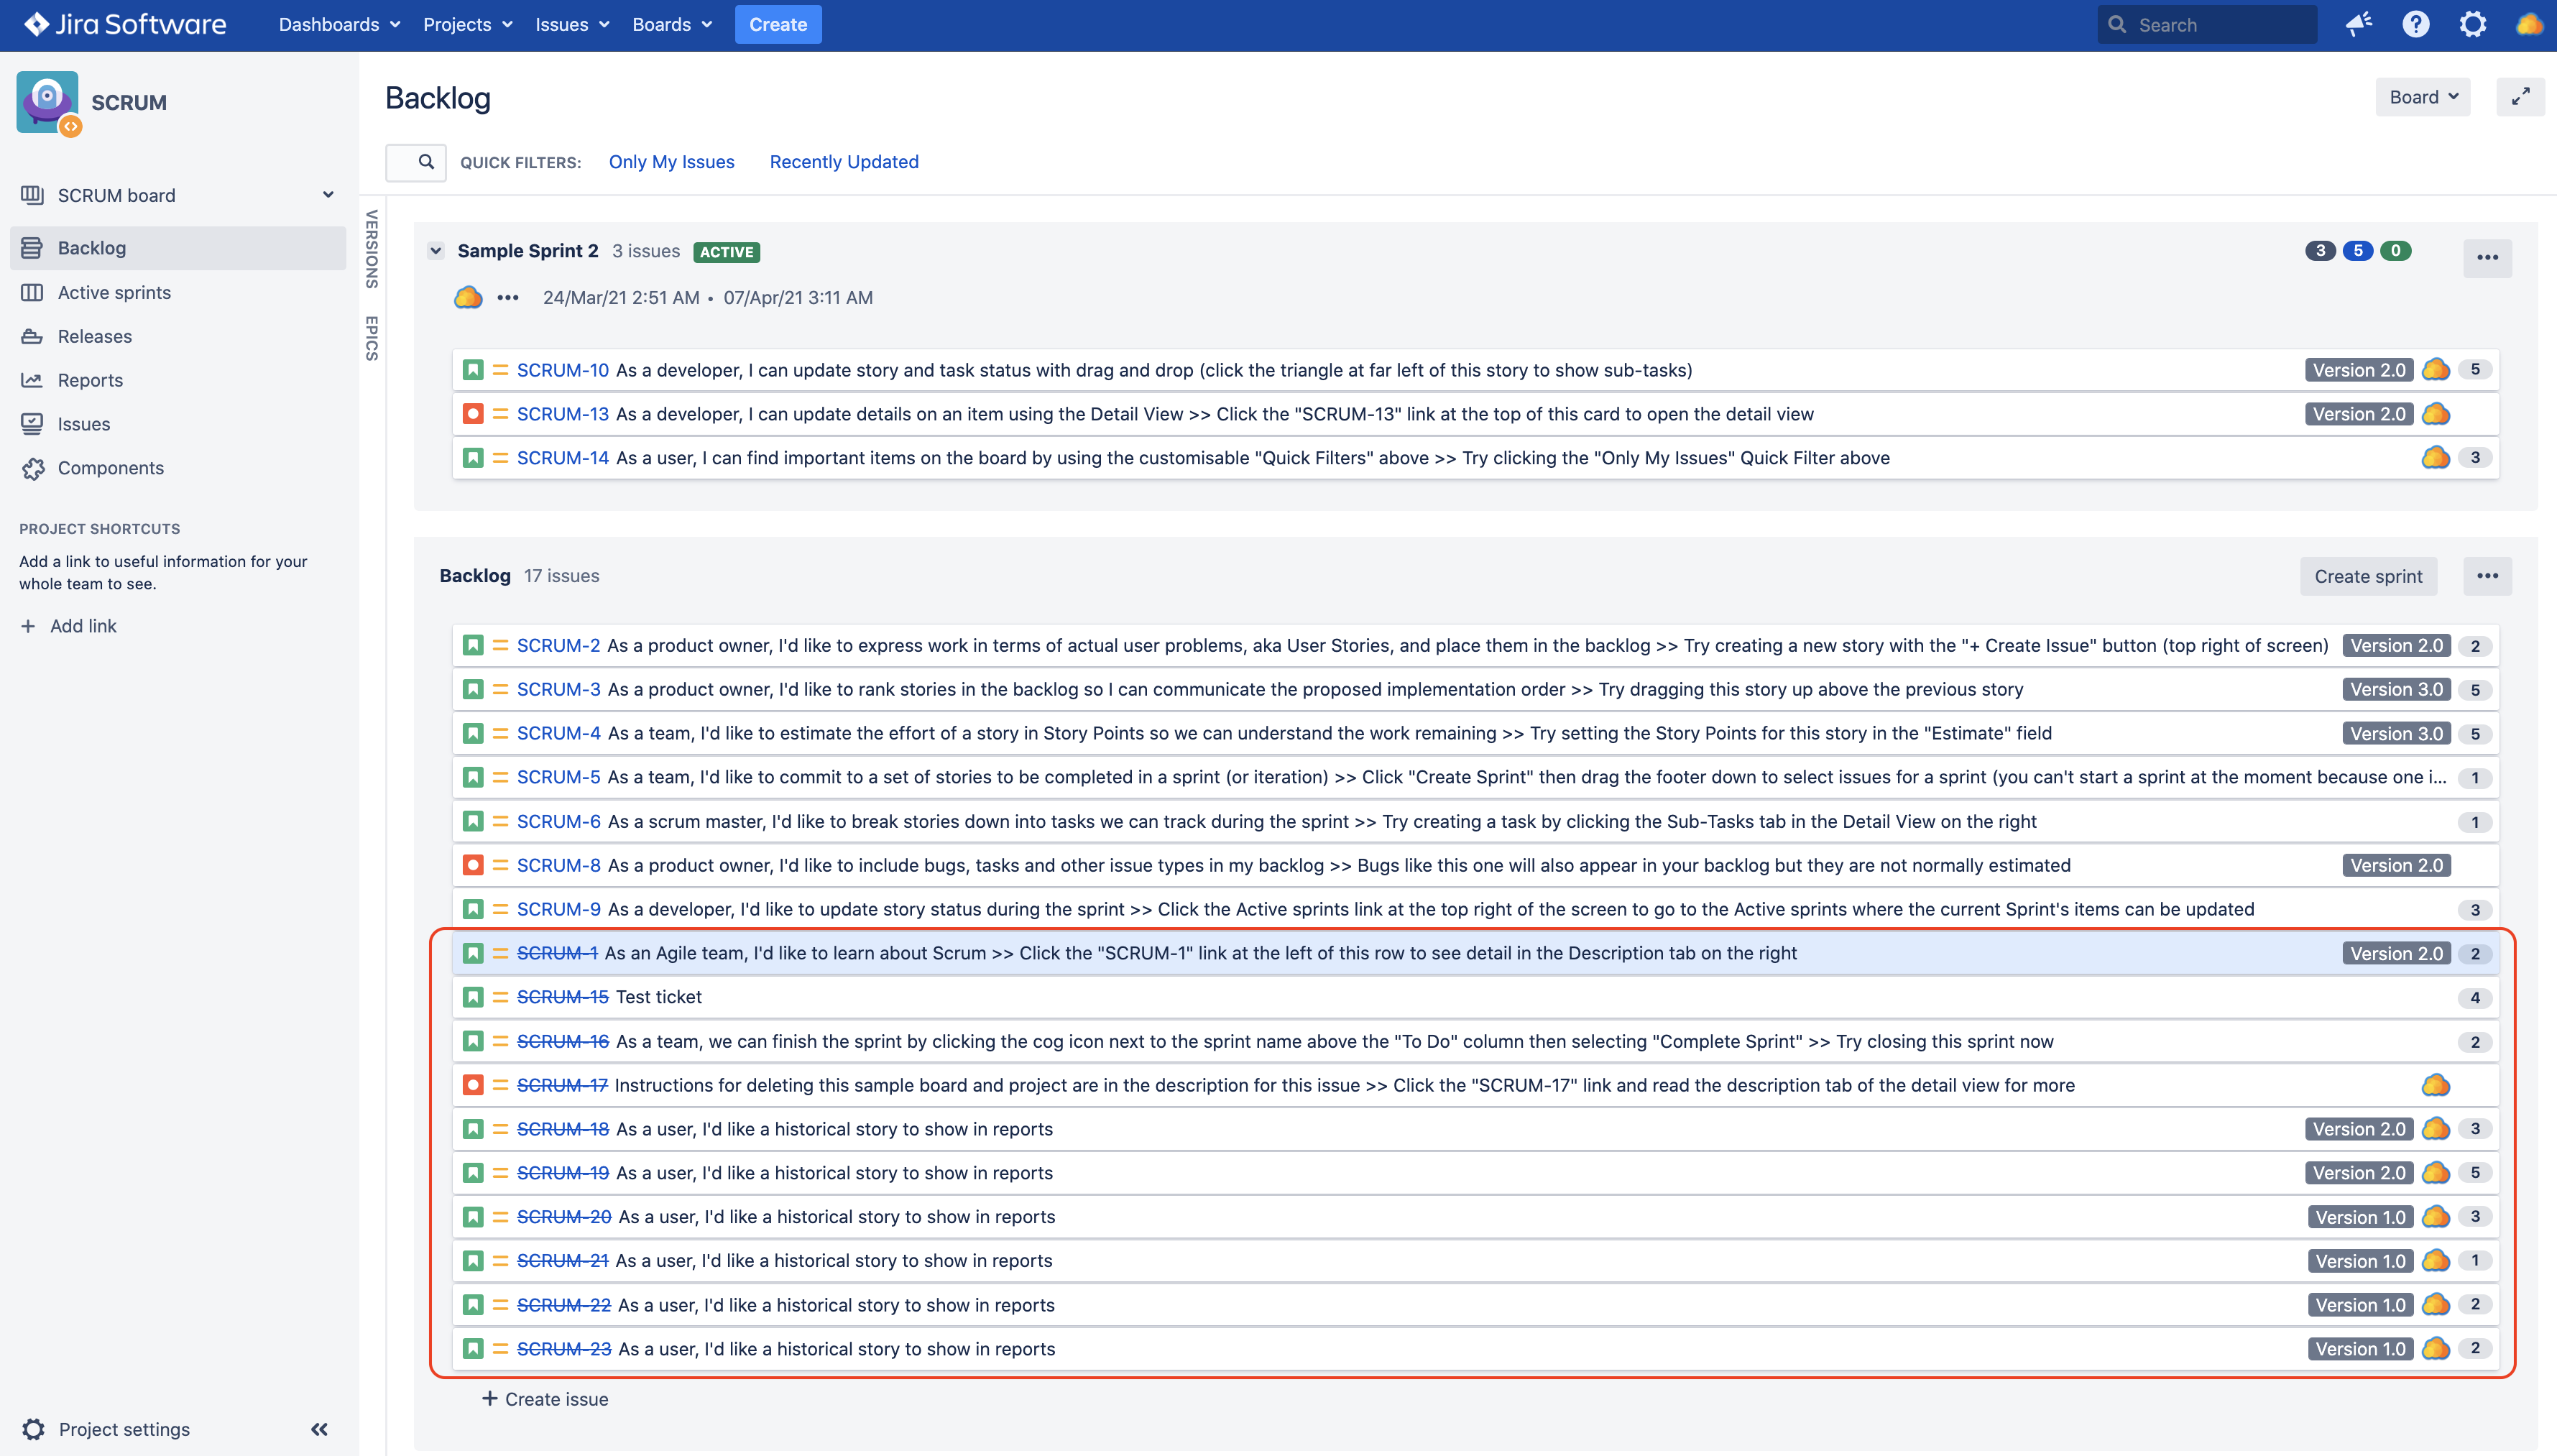 Jira Software Dashboards Projects Issues Boards Create Search
SCRUM
SCRUM board
Backlog
Active sprints
Releases
Reports
Issues
Components
PROJECT SHORTCUTS
Add a link to useful information for your
whole team to see.
+ Add link
Project settings
Backlog
Board
QUICK FILTERS: Only My Issues Recently Updated
VERSIONS
EPICS
Sample Sprint 2 3 issues ACTIVE 3 5 0
24/Mar/21 2:51 AM • 07/Apr/21 3:11 AM
SCRUM-10 As a developer, I can update story and task status with drag and drop (click the triangle at far left of this story to show sub-tasks) Version 2.0 5
SCRUM-13 As a developer, I can update details on an item using the Detail View >> Click the "SCRUM-13" link at the top of this card to open the detail view Version 2.0
SCRUM-14 As a user, I can find important items on the board by using the customisable "Quick Filters" above >> Try clicking the "Only My Issues" Quick Filter above 3
Backlog 17 issues Create sprint
SCRUM-2 As a product owner, I'd like to express work in terms of actual user problems, aka User Stories, and place them in the backlog >> Try creating a new story with the "+ Create Issue" button (top right of screen) Version 2.0 2
SCRUM-3 As a product owner, I'd like to rank stories in the backlog so I can communicate the proposed implementation order >> Try dragging this story up above the previous story Version 3.0 5
SCRUM-4 As a team, I'd like to estimate the effort of a story in Story Points so we can understand the work remaining >> Try setting the Story Points for this story in the "Estimate" field Version 3.0 5
SCRUM-5 As a team, I'd like to commit to a set of stories to be completed in a sprint (or iteration) >> Click "Create Sprint" then drag the footer down to select issues for a sprint (you can't start a sprint at the moment because one i... 1
SCRUM-6 As a scrum master, I'd like to break stories down into tasks we can track during the sprint >> Try creating a task by clicking the Sub-Tasks tab in the Detail View on the right 1
SCRUM-8 As a product owner, I'd like to include bugs, tasks and other issue types in my backlog >> Bugs like this one will also appear in your backlog but they are not normally estimated Version 2.0
SCRUM-9 As a developer, I'd like to update story status during the sprint >> Click the Active sprints link at the top right of the screen to go to the Active sprints where the current Sprint's items can be updated 3
SCRUM-1 As an Agile team, I'd like to learn about Scrum >> Click the "SCRUM-1" link at the left of this row to see detail in the Description tab on the right Version 2.0 2
SCRUM-15 Test ticket 4
SCRUM-16 As a team, we can finish the sprint by clicking the cog icon next to the sprint name above the "To Do" column then selecting "Complete Sprint" >> Try closing this sprint now 2
SCRUM-17 Instructions for deleting this sample board and project are in the description for this issue >> Click the "SCRUM-17" link and read the description tab of the detail view for more
SCRUM-18 As a user, I'd like a historical story to show in reports Version 2.0 3
SCRUM-19 As a user, I'd like a historical story to show in reports Version 2.0 5
SCRUM-20 As a user, I'd like a historical story to show in reports Version 1.0 3
SCRUM-21 As a user, I'd like a historical story to show in reports Version 1.0 1
SCRUM-22 As a user, I'd like a historical story to show in reports Version 1.0 2
SCRUM-23 As a user, I'd like a historical story to show in reports Version 1.0 2
+ Create issue